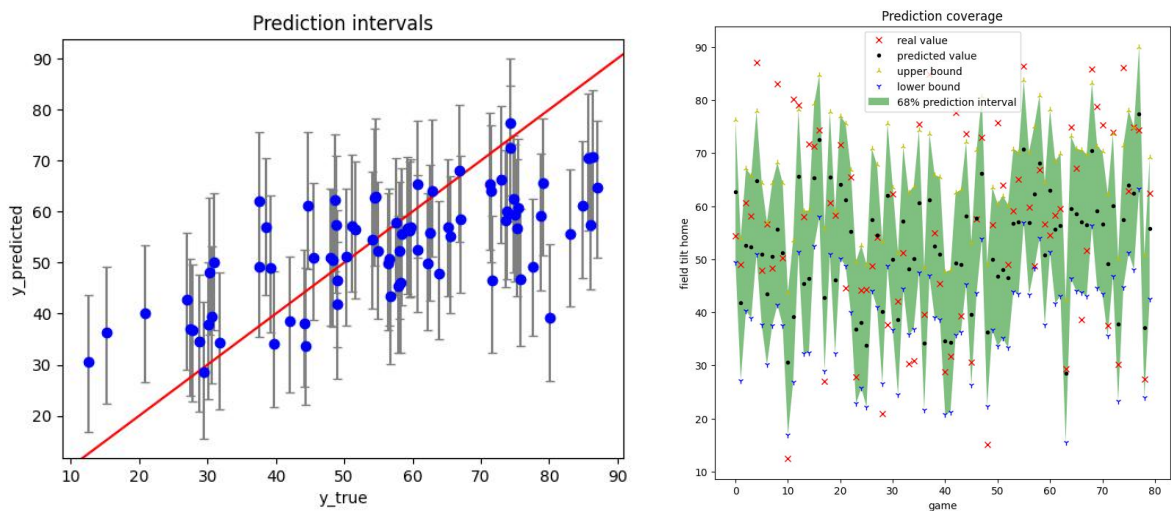 Prediction intervals
90
80
70
60
50
40
30
20
y_predicted
10 20 30 40 50 60 70 80 90
y_true
Prediction coverage
real value
predicted value
upper bound
lower bound
68% prediction interval
90
80
70
60
50
40
30
20
10
field tilt home
0 10 20 30 40 50 60 70 80
game